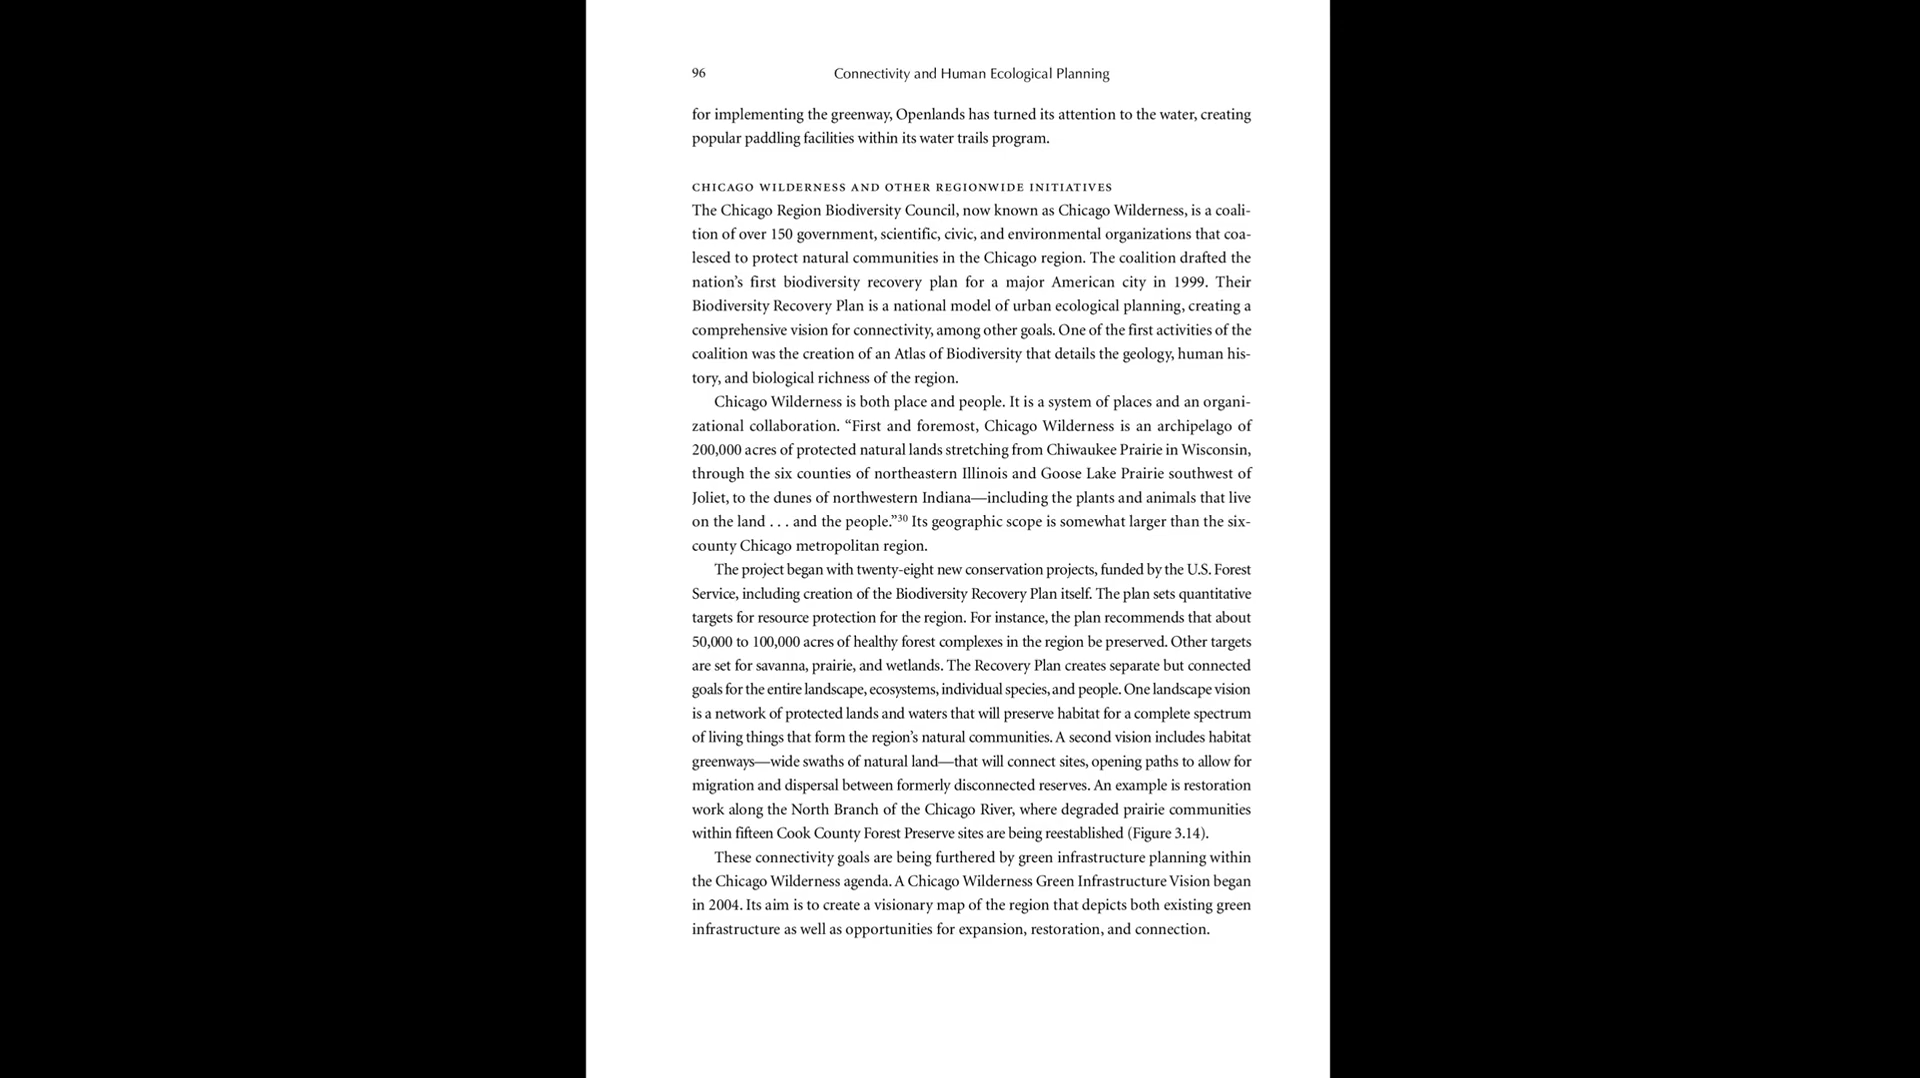 96
Connectivity and Human Ecological Planning
for implementing the greenway, Openlands has turned its attention to the water, creating
popular paddling facilities within its water trails program.
CHICAGO WILDERNESS AND OTHER REGIONWIDE INITIATIVES
The Chicago Region Biodiversity Council, now known as Chicago Wilderness, is a coali-
tion of over 150 government, scientific, civic, and environmental organizations that coa-
lesced to protect natural communities in the Chicago region. The coalition drafted the
nation’s first biodiversity recovery plan for a major American city in 1999. Their
Biodiversity Recovery Plan is a national model of urban ecological planning, creating a
comprehensive vision for connectivity, among other goals. One of the first activities of the
coalition was the creation of an Atlas of Biodiversity that details the geology, human his-
tory, and biological richness of the region.
Chicago Wilderness is both place and people. It is a system of places and an organi-
zational collaboration. “First and foremost, Chicago Wilderness is an archipelago of
200,000 acres of protected natural lands stretching from Chiwaukee Prairie in Wisconsin,
through the six counties of northeastern Illinois and Goose Lake Prairie southwest of
Joliet, to the dunes of northwestern Indiana—including the plants and animals that live
on the land . . . and the people.”30 Its geographic scope is somewhat larger than the six-
county Chicago metropolitan region.
The project began with twenty-eight new conservation projects, funded by the U.S. Forest
Service, including creation of the Biodiversity Recovery Plan itself. The plan sets quantitative
targets for resource protection for the region. For instance, the plan recommends that about
50,000 to 100,000 acres of healthy forest complexes in the region be preserved. Other targets
are set for savanna, prairie, and wetlands. The Recovery Plan creates separate but connected
goals for the entire landscape, ecosystems, individual species, and people. One landscape vision
is a network of protected lands and waters that will preserve habitat for a complete spectrum
of living things that form the region’s natural communities. A second vision includes habitat
greenways—wide swaths of natural land—that will connect sites, opening paths to allow for
migration and dispersal between formerly disconnected reserves. An example is restoration
work along the North Branch of the Chicago River, where degraded prairie communities
within fifteen Cook County Forest Preserve sites are being reestablished (Figure 3.14).
These connectivity goals are being furthered by green infrastructure planning within
the Chicago Wilderness agenda. A Chicago Wilderness Green Infrastructure Vision began
in 2004. Its aim is to create a visionary map of the region that depicts both existing green
infrastructure as well as opportunities for expansion, restoration, and connection.